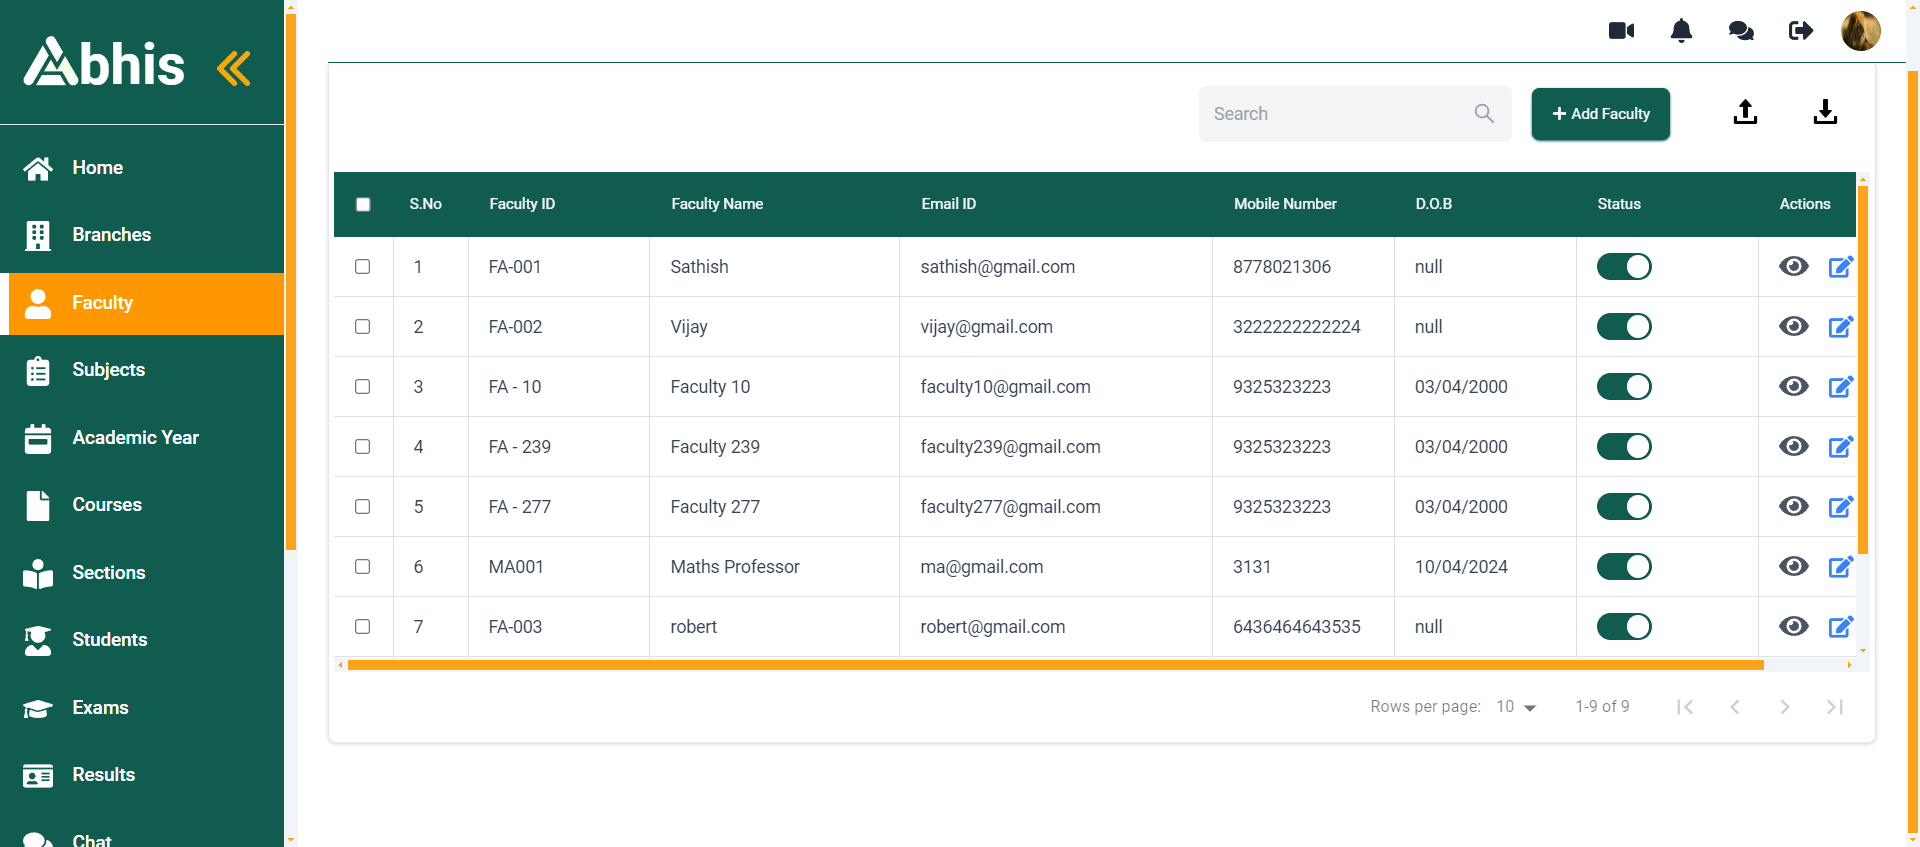 Abhis
Home
Branches
Faculty
Subjects
Academic Year
Courses
Sections
Students
Exams
Results
Chat
Search
+ Add Faculty
S.No Faculty ID Faculty Name Email ID Mobile Number D.O.B Status Actions
1 FA-001 Sathish sathish@gmail.com 8778021306 null
2 FA-002 Vijay vijay@gmail.com 3222222222224 null
3 FA - 10 Faculty 10 faculty10@gmail.com 9325323223 03/04/2000
4 FA - 239 Faculty 239 faculty239@gmail.com 9325323223 03/04/2000
5 FA - 277 Faculty 277 faculty277@gmail.com 9325323223 03/04/2000
6 MA001 Maths Professor ma@gmail.com 3131 10/04/2024
7 FA-003 robert robert@gmail.com 6436464643535 null
Rows per page: 10 1-9 of 9